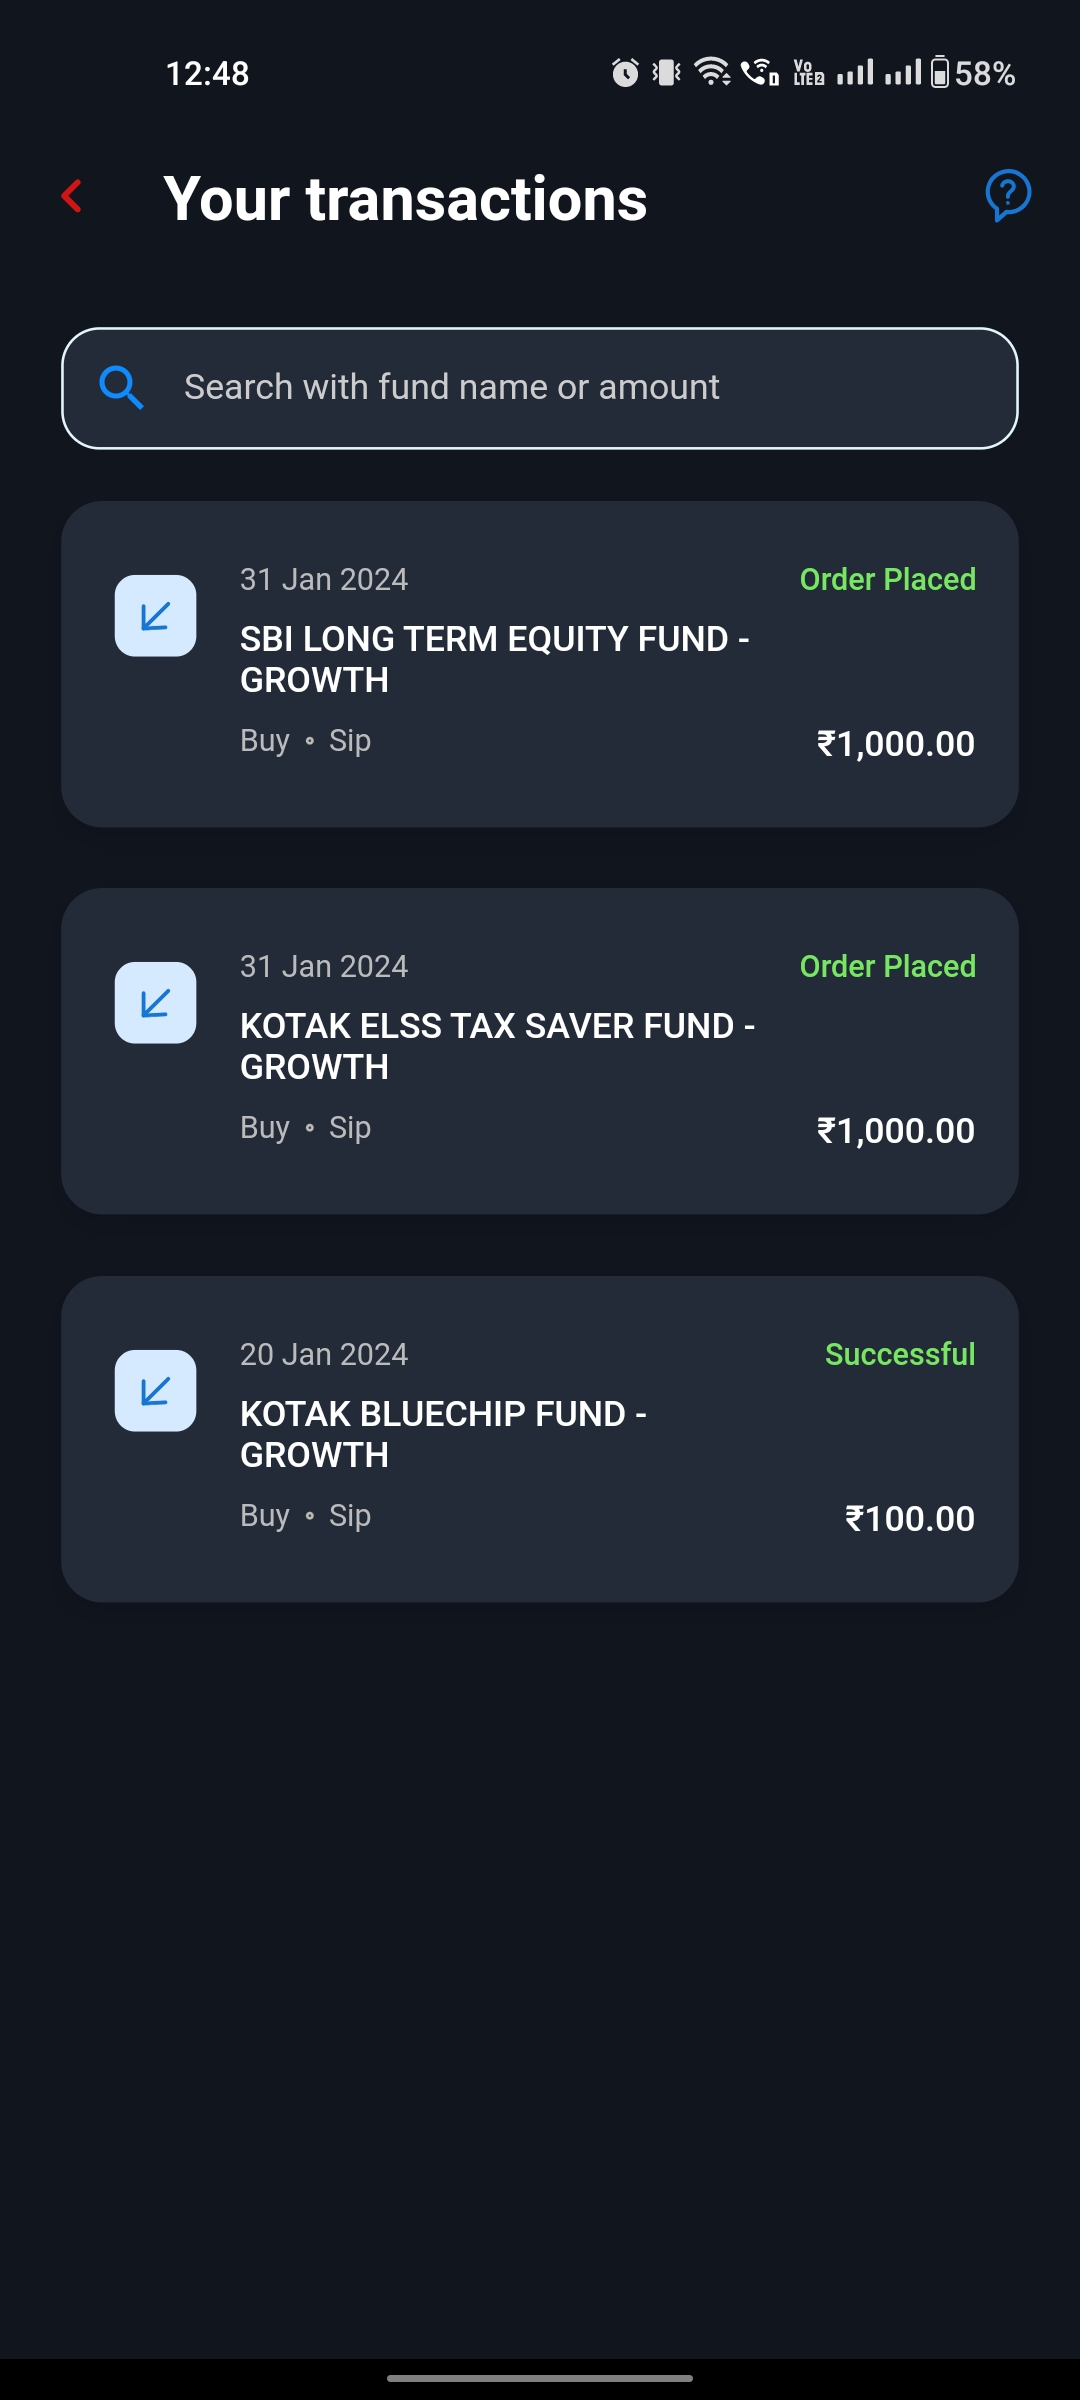 12:48
Vo
LTE 2
58%
Your transactions
Search with fund name or amount
31 Jan 2024
Order Placed
SBI LONG TERM EQUITY FUND -
GROWTH
Buy • Sip
₹1,000.00
31 Jan 2024
Order Placed
KOTAK ELSS TAX SAVER FUND -
GROWTH
Buy • Sip
₹1,000.00
20 Jan 2024
Successful
KOTAK BLUECHIP FUND -
GROWTH
Buy • Sip
₹100.00